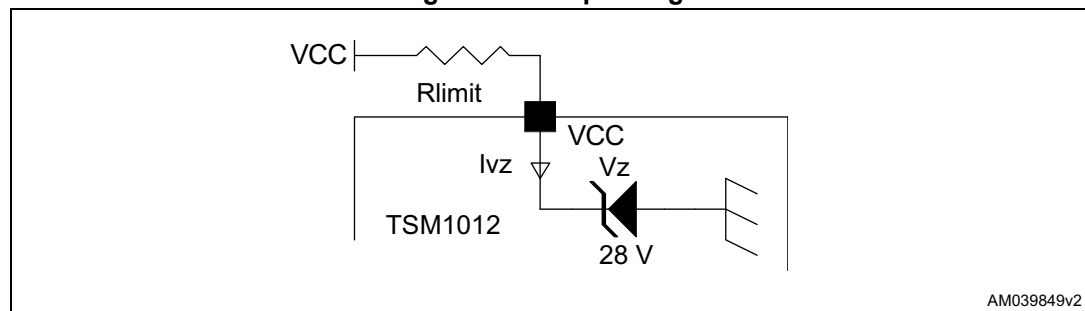 VCC
Rlimit
VCC
Ivz
Vz
TSM1012
28 V
AM039849v2